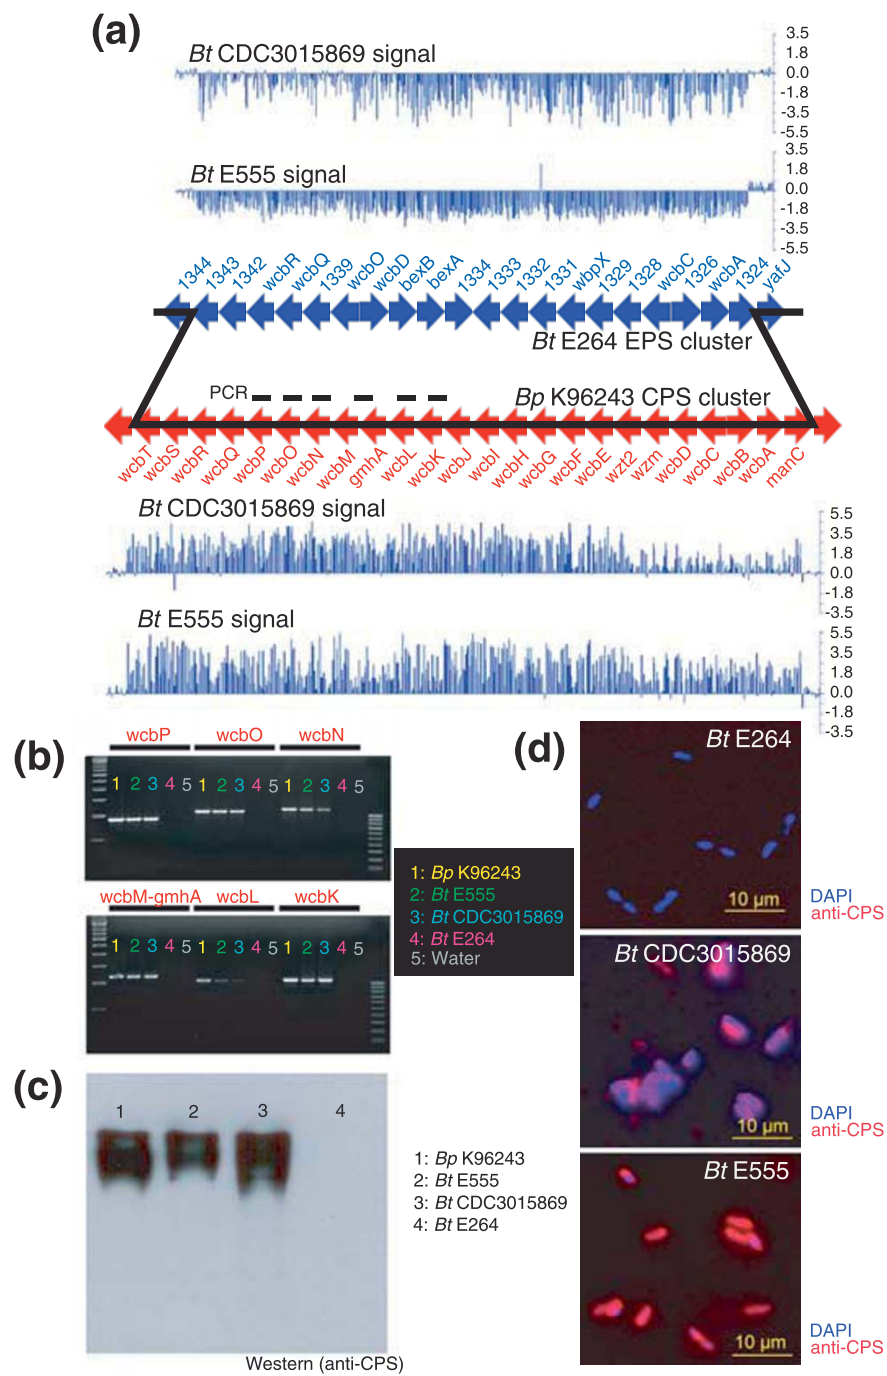 (a)
Bt CDC3015869 signal
3.5
1.8
0.0
-1.8
-3.5
-5.5
Bt E555 signal
3.5
1.8
0.0
-1.8
-3.5
-5.5
1344 1343 1342 wcbR wcbQ 1339 wcbO wcbD bexB bexA 1334 1333 1332 1331 wbpX 1329 1328 wcbC 1326 wcbA 1324 yafJ
Bt E264 EPS cluster
PCR
Bp K96243 CPS cluster
wcbT wcbS wcbR wcbQ wcbP wcbO wcbN wcbM gmhA wcbL wcbK wcbJ wcbI wcbH wcbG wcbF wcbE wzt2 wzm wcbD wcbC wcbB wcbA manC
Bt CDC3015869 signal
5.5
3.5
1.8
0.0
-1.8
-3.5
Bt E555 signal
5.5
3.5
1.8
0.0
-1.8
-3.5
(b)
wcbP wcbO wcbN
1 2 3 4 5 1 2 3 4 5 1 2 3 4 5
wcbM-gmhA wcbL wcbK
1 2 3 4 5 1 2 3 4 5 1 2 3 4 5
1: Bp K96243
2: Bt E555
3: Bt CDC3015869
4: Bt E264
5: Water
(c)
1 2 3 4
1: Bp K96243
2: Bt E555
3: Bt CDC3015869
4: Bt E264
Western (anti-CPS)
(d)
Bt E264
10 µm
DAPI
anti-CPS
Bt CDC3015869
10 µm
DAPI
anti-CPS
Bt E555
10 µm
DAPI
anti-CPS